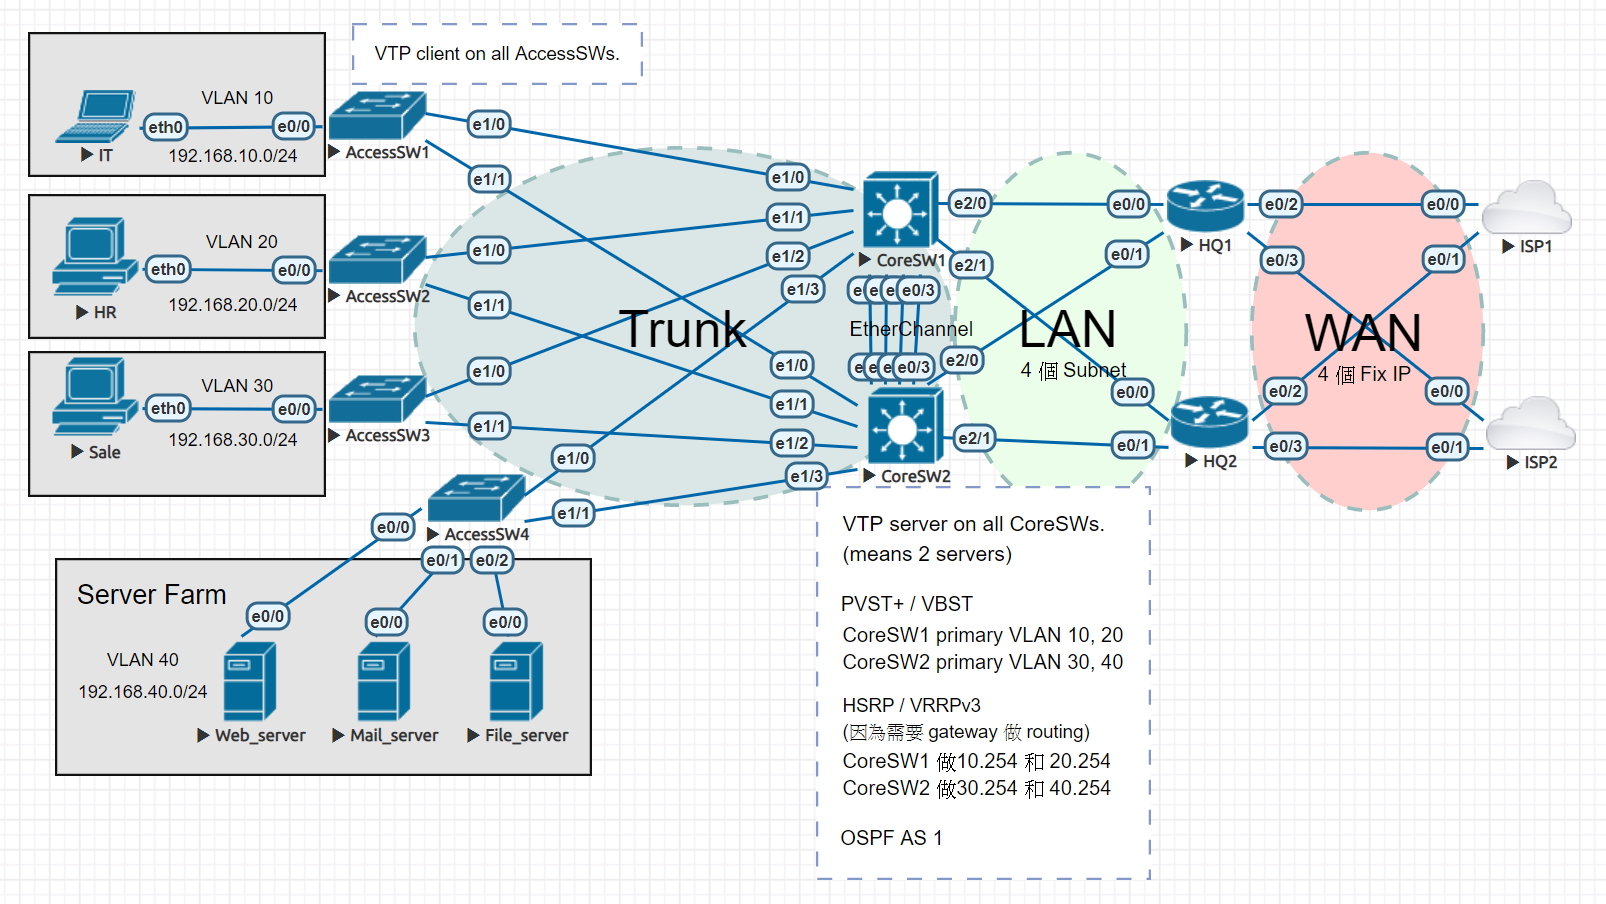 VTP client on all AccessSWs.
VLAN 10
eth0
e0/0
192.168.10.0/24
IT
AccessSW1
e1/0
e1/1
VLAN 20
eth0
e0/0
192.168.20.0/24
HR
AccessSW2
e1/0
e1/1
VLAN 30
eth0
e0/0
192.168.30.0/24
Sale
AccessSW3
e1/0
e1/1
e0/0
AccessSW4
e1/0
e1/1
e0/1
e0/2
Server Farm
e0/0
e0/0
e0/0
VLAN 40
192.168.40.0/24
Web_server
Mail_server
File_server
Trunk
e1/0
e1/1
e1/2
e1/3
CoreSW1
e2/0
e2/1
e0/3
EtherChannel
e0/3
e1/0
e1/1
e1/2
e1/3
CoreSW2
e2/0
e2/1
LAN
4 個 Subnet
e0/0
e0/1
HQ1
e0/2
e0/3
e0/0
e0/1
HQ2
e0/2
e0/3
WAN
4 個 Fix IP
e0/0
e0/1
ISP1
e0/0
e0/1
ISP2
VTP server on all CoreSWs.
(means 2 servers)
PVST+ / VBST
CoreSW1 primary VLAN 10, 20
CoreSW2 primary VLAN 30, 40
HSRP / VRRPv3
(因為需要 gateway 做 routing)
CoreSW1 做10.254 和 20.254
CoreSW2 做30.254 和 40.254
OSPF AS 1